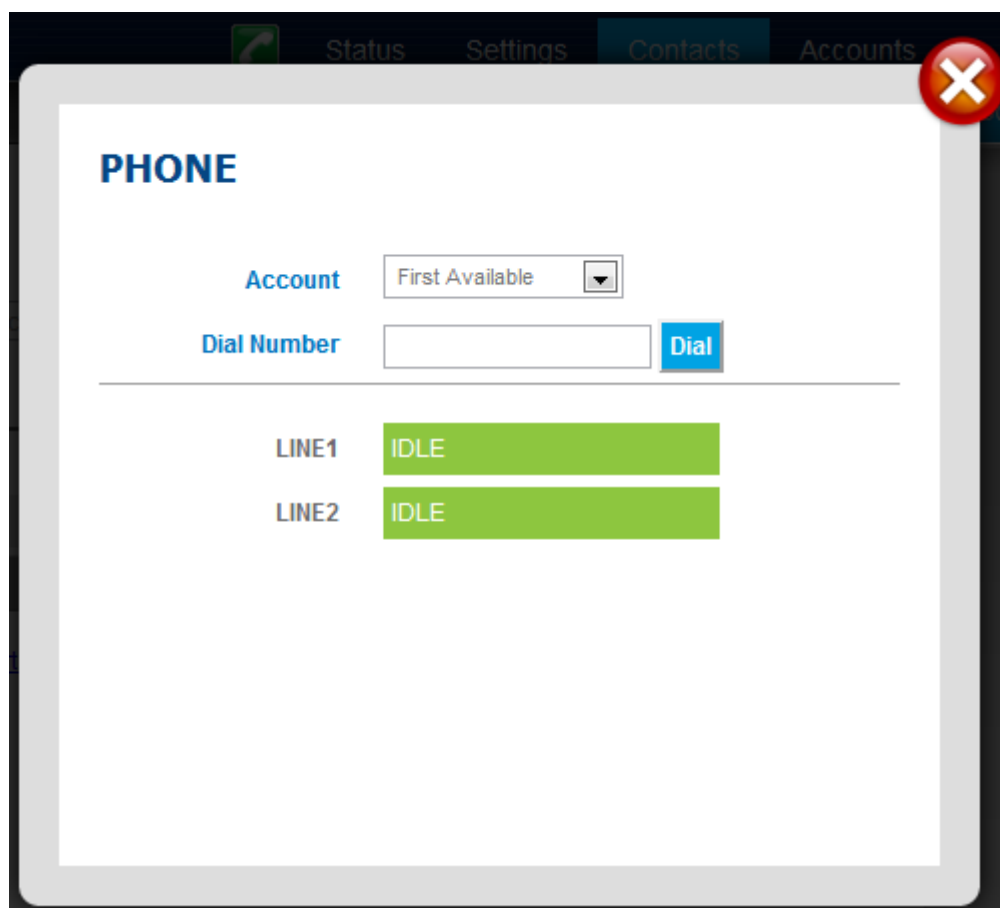 Status Settings Contacts Accounts
PHONE
Account First Available
Dial Number Dial
LINE1 IDLE
LINE2 IDLE